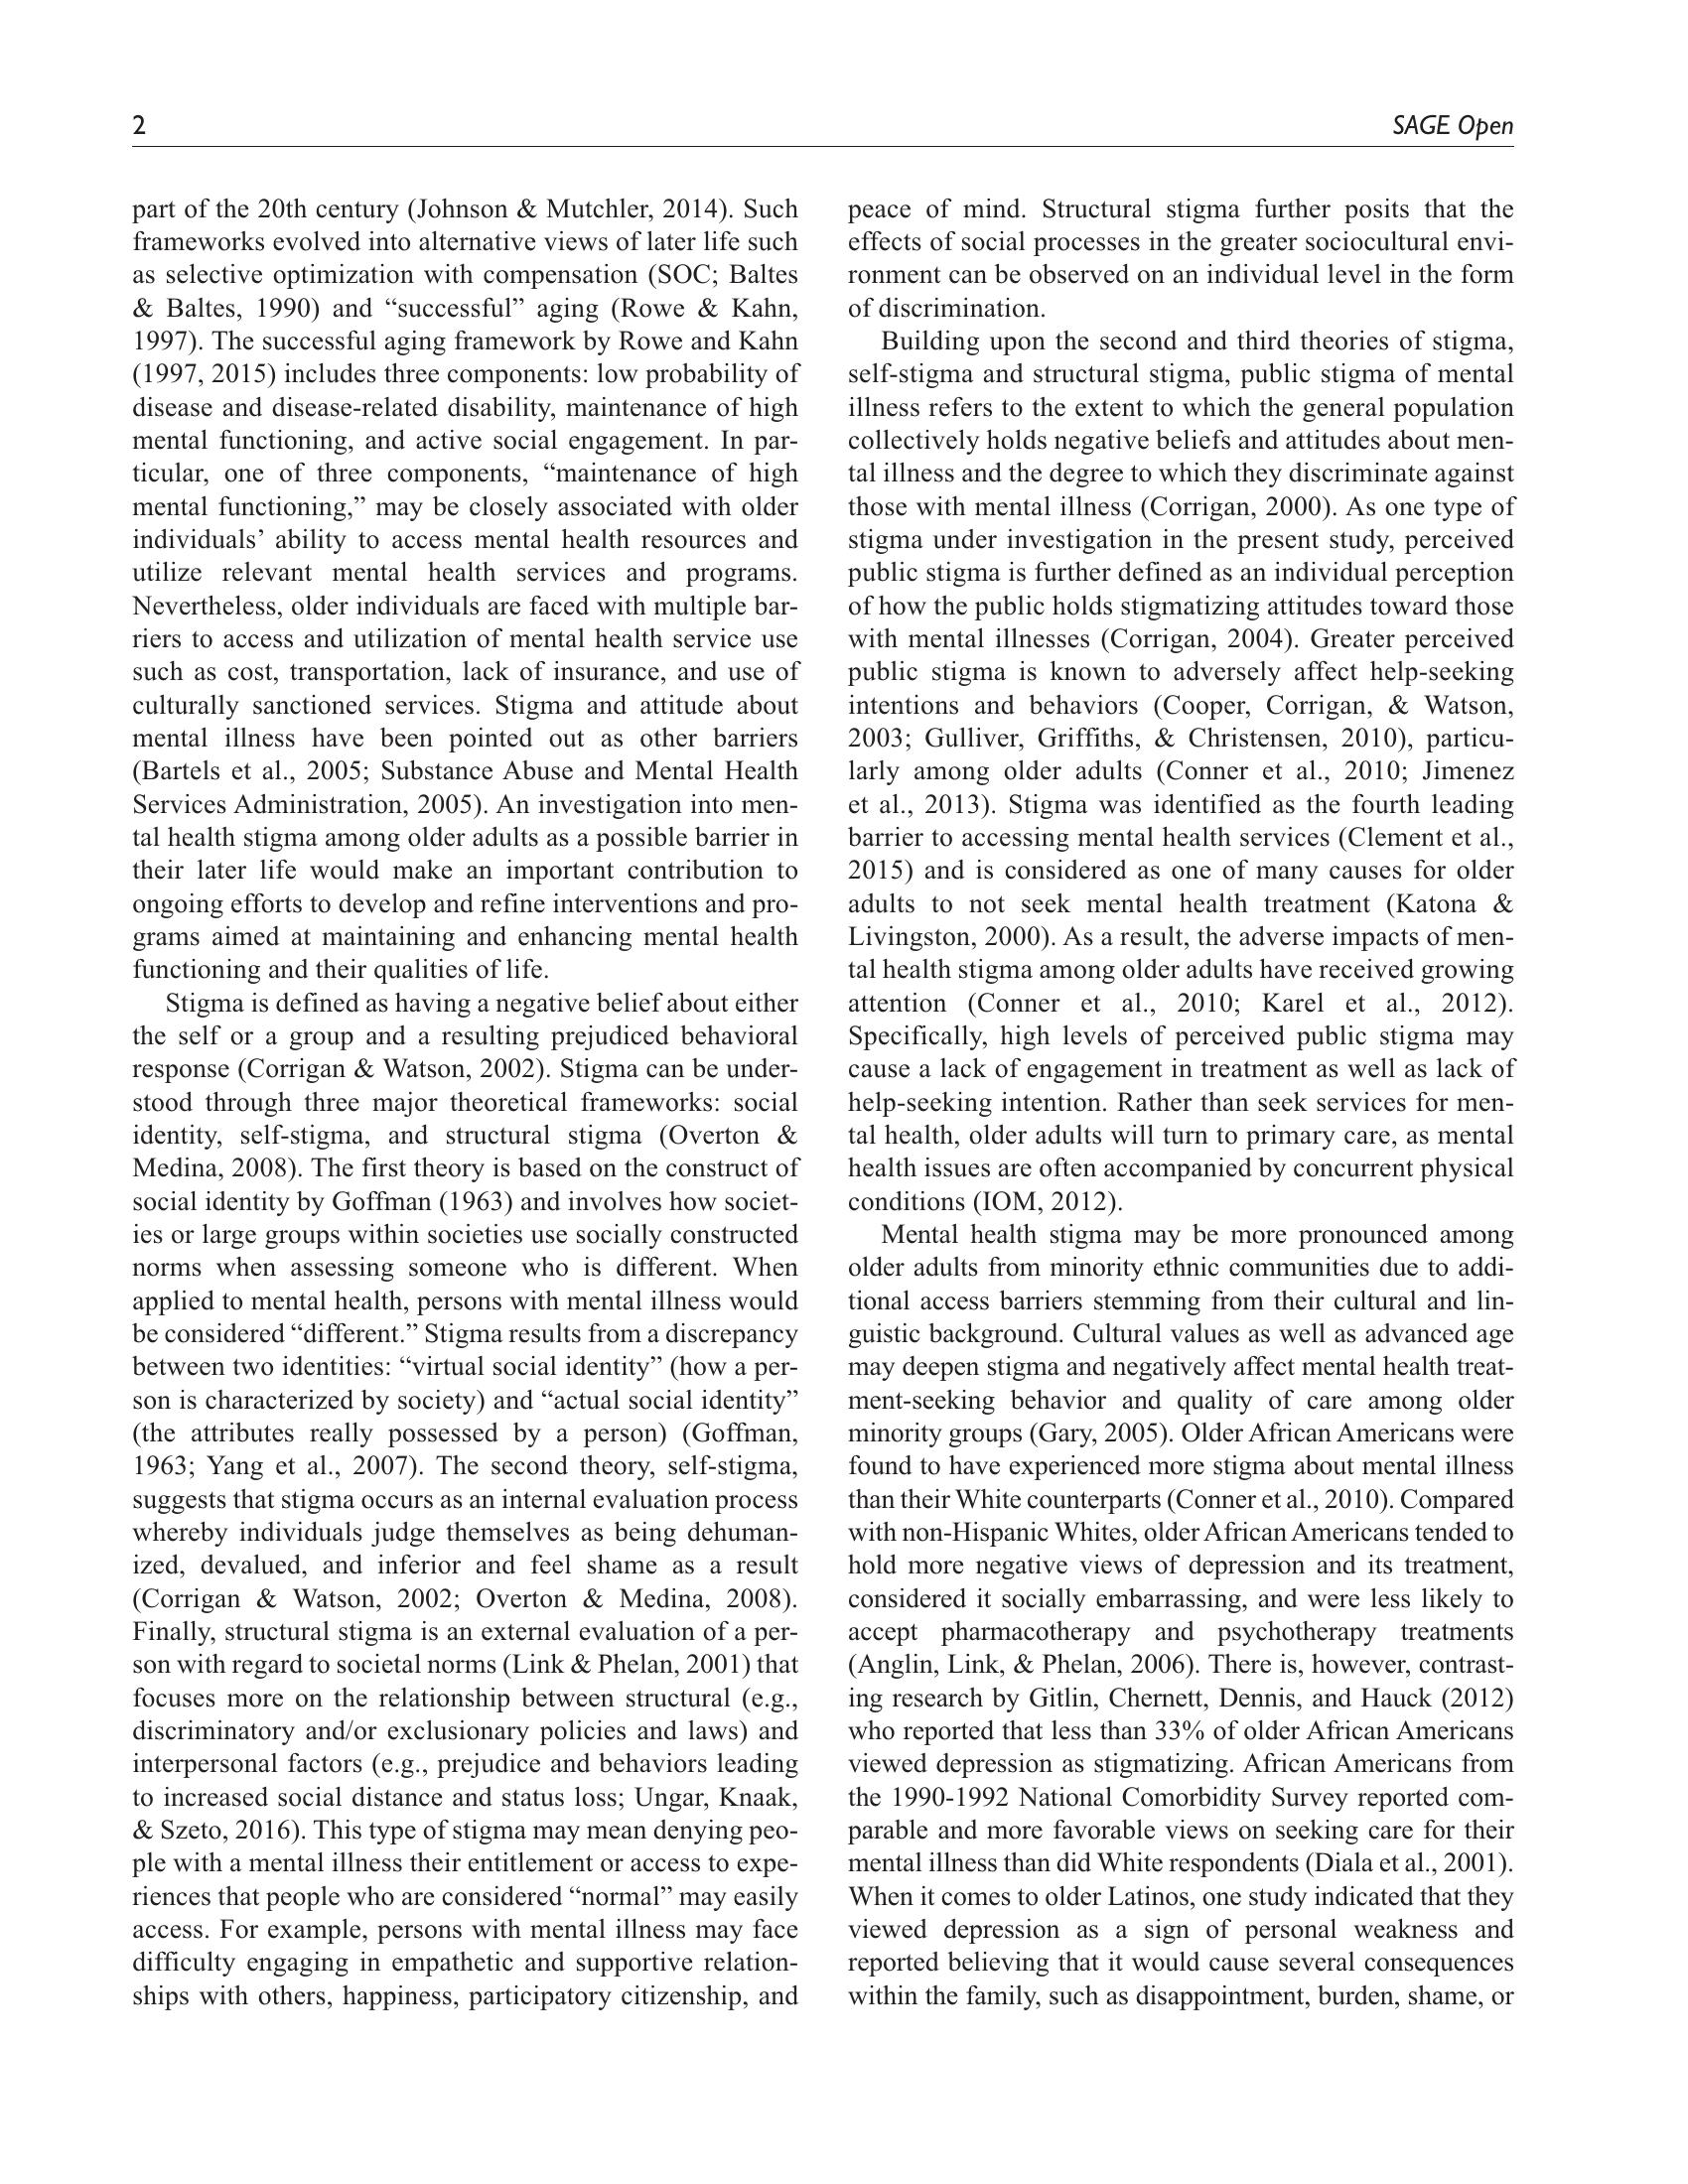 2
SAGE Open
part of the 20th century (Johnson & Mutchler, 2014). Such
frameworks evolved into alternative views of later life such
as selective optimization with compensation (SOC; Baltes
& Baltes, 1990) and “successful” aging (Rowe & Kahn,
1997). The successful aging framework by Rowe and Kahn
(1997, 2015) includes three components: low probability of
disease and disease-related disability, maintenance of high
mental functioning, and active social engagement. In par-
ticular, one of three components, “maintenance of high
mental functioning,” may be closely associated with older
individuals’ ability to access mental health resources and
utilize relevant mental health services and programs.
Nevertheless, older individuals are faced with multiple bar-
riers to access and utilization of mental health service use
such as cost, transportation, lack of insurance, and use of
culturally sanctioned services. Stigma and attitude about
mental illness have been pointed out as other barriers
(Bartels et al., 2005; Substance Abuse and Mental Health
Services Administration, 2005). An investigation into men-
tal health stigma among older adults as a possible barrier in
their later life would make an important contribution to
ongoing efforts to develop and refine interventions and pro-
grams aimed at maintaining and enhancing mental health
functioning and their qualities of life.
Stigma is defined as having a negative belief about either
the self or a group and a resulting prejudiced behavioral
response (Corrigan & Watson, 2002). Stigma can be under-
stood through three major theoretical frameworks: social
identity, self-stigma, and structural stigma (Overton &
Medina, 2008). The first theory is based on the construct of
social identity by Goffman (1963) and involves how societ-
ies or large groups within societies use socially constructed
norms when assessing someone who is different. When
applied to mental health, persons with mental illness would
be considered “different.” Stigma results from a discrepancy
between two identities: “virtual social identity” (how a per-
son is characterized by society) and “actual social identity”
(the attributes really possessed by a person) (Goffman,
1963; Yang et al., 2007). The second theory, self-stigma,
suggests that stigma occurs as an internal evaluation process
whereby individuals judge themselves as being dehuman-
ized, devalued, and inferior and feel shame as a result
(Corrigan & Watson, 2002; Overton & Medina, 2008).
Finally, structural stigma is an external evaluation of a per-
son with regard to societal norms (Link & Phelan, 2001) that
focuses more on the relationship between structural (e.g.,
discriminatory and/or exclusionary policies and laws) and
interpersonal factors (e.g., prejudice and behaviors leading
to increased social distance and status loss; Ungar, Knaak,
& Szeto, 2016). This type of stigma may mean denying peo-
ple with a mental illness their entitlement or access to expe-
riences that people who are considered “normal” may easily
access. For example, persons with mental illness may face
difficulty engaging in empathetic and supportive relation-
ships with others, happiness, participatory citizenship, and
peace of mind. Structural stigma further posits that the
effects of social processes in the greater sociocultural envi-
ronment can be observed on an individual level in the form
of discrimination.
Building upon the second and third theories of stigma,
self-stigma and structural stigma, public stigma of mental
illness refers to the extent to which the general population
collectively holds negative beliefs and attitudes about men-
tal illness and the degree to which they discriminate against
those with mental illness (Corrigan, 2000). As one type of
stigma under investigation in the present study, perceived
public stigma is further defined as an individual perception
of how the public holds stigmatizing attitudes toward those
with mental illnesses (Corrigan, 2004). Greater perceived
public stigma is known to adversely affect help-seeking
intentions and behaviors (Cooper, Corrigan, & Watson,
2003; Gulliver, Griffiths, & Christensen, 2010), particu-
larly among older adults (Conner et al., 2010; Jimenez
et al., 2013). Stigma was identified as the fourth leading
barrier to accessing mental health services (Clement et al.,
2015) and is considered as one of many causes for older
adults to not seek mental health treatment (Katona &
Livingston, 2000). As a result, the adverse impacts of men-
tal health stigma among older adults have received growing
attention (Conner et al., 2010; Karel et al., 2012).
Specifically, high levels of perceived public stigma may
cause a lack of engagement in treatment as well as lack of
help-seeking intention. Rather than seek services for men-
tal health, older adults will turn to primary care, as mental
health issues are often accompanied by concurrent physical
conditions (IOM, 2012).
Mental health stigma may be more pronounced among
older adults from minority ethnic communities due to addi-
tional access barriers stemming from their cultural and lin-
guistic background. Cultural values as well as advanced age
may deepen stigma and negatively affect mental health treat-
ment-seeking behavior and quality of care among older
minority groups (Gary, 2005). Older African Americans were
found to have experienced more stigma about mental illness
than their White counterparts (Conner et al., 2010). Compared
with non-Hispanic Whites, older African Americans tended to
hold more negative views of depression and its treatment,
considered it socially embarrassing, and were less likely to
accept pharmacotherapy and psychotherapy treatments
(Anglin, Link, & Phelan, 2006). There is, however, contrast-
ing research by Gitlin, Chernett, Dennis, and Hauck (2012)
who reported that less than 33% of older African Americans
viewed depression as stigmatizing. African Americans from
the 1990-1992 National Comorbidity Survey reported com-
parable and more favorable views on seeking care for their
mental illness than did White respondents (Diala et al., 2001).
When it comes to older Latinos, one study indicated that they
viewed depression as a sign of personal weakness and
reported believing that it would cause several consequences
within the family, such as disappointment, burden, shame, or